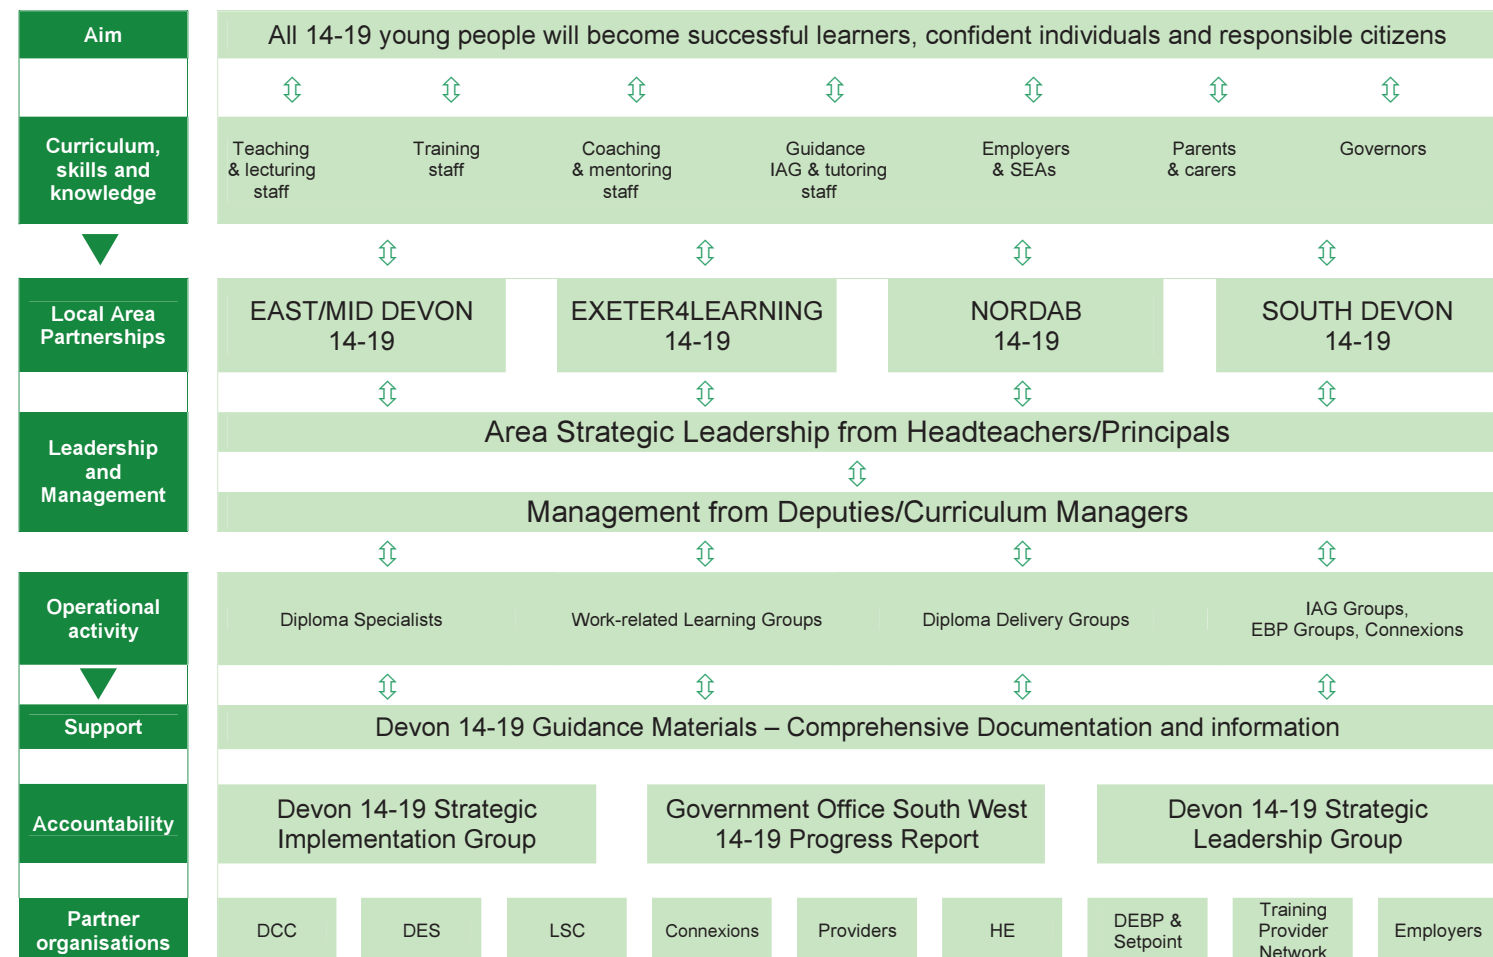 Aim
All 14-19 young people will become successful learners, confident individuals and responsible citizens
Curriculum,
skills and
knowledge
Teaching
& lecturing
staff
Training
staff
Coaching
& mentoring
staff
Guidance
IAG & tutoring
staff
Employers
& SEAs
Parents
& carers
Governors
Local Area
Partnerships
EAST/MID DEVON
14-19
EXETER4LEARNING
14-19
NORDAB
14-19
SOUTH DEVON
14-19
Leadership
and
Management
Area Strategic Leadership from Headteachers/Principals
Management from Deputies/Curriculum Managers
Operational
activity
Diploma Specialists
Work-related Learning Groups
Diploma Delivery Groups
IAG Groups,
EBP Groups, Connexions
Support
Devon 14-19 Guidance Materials – Comprehensive Documentation and information
Accountability
Devon 14-19 Strategic
Implementation Group
Government Office South West
14-19 Progress Report
Devon 14-19 Strategic
Leadership Group
Partner
organisations
DCC
DES
LSC
Connexions
Providers
HE
DEBP &
Setpoint
Training
Provider
Network
Employers